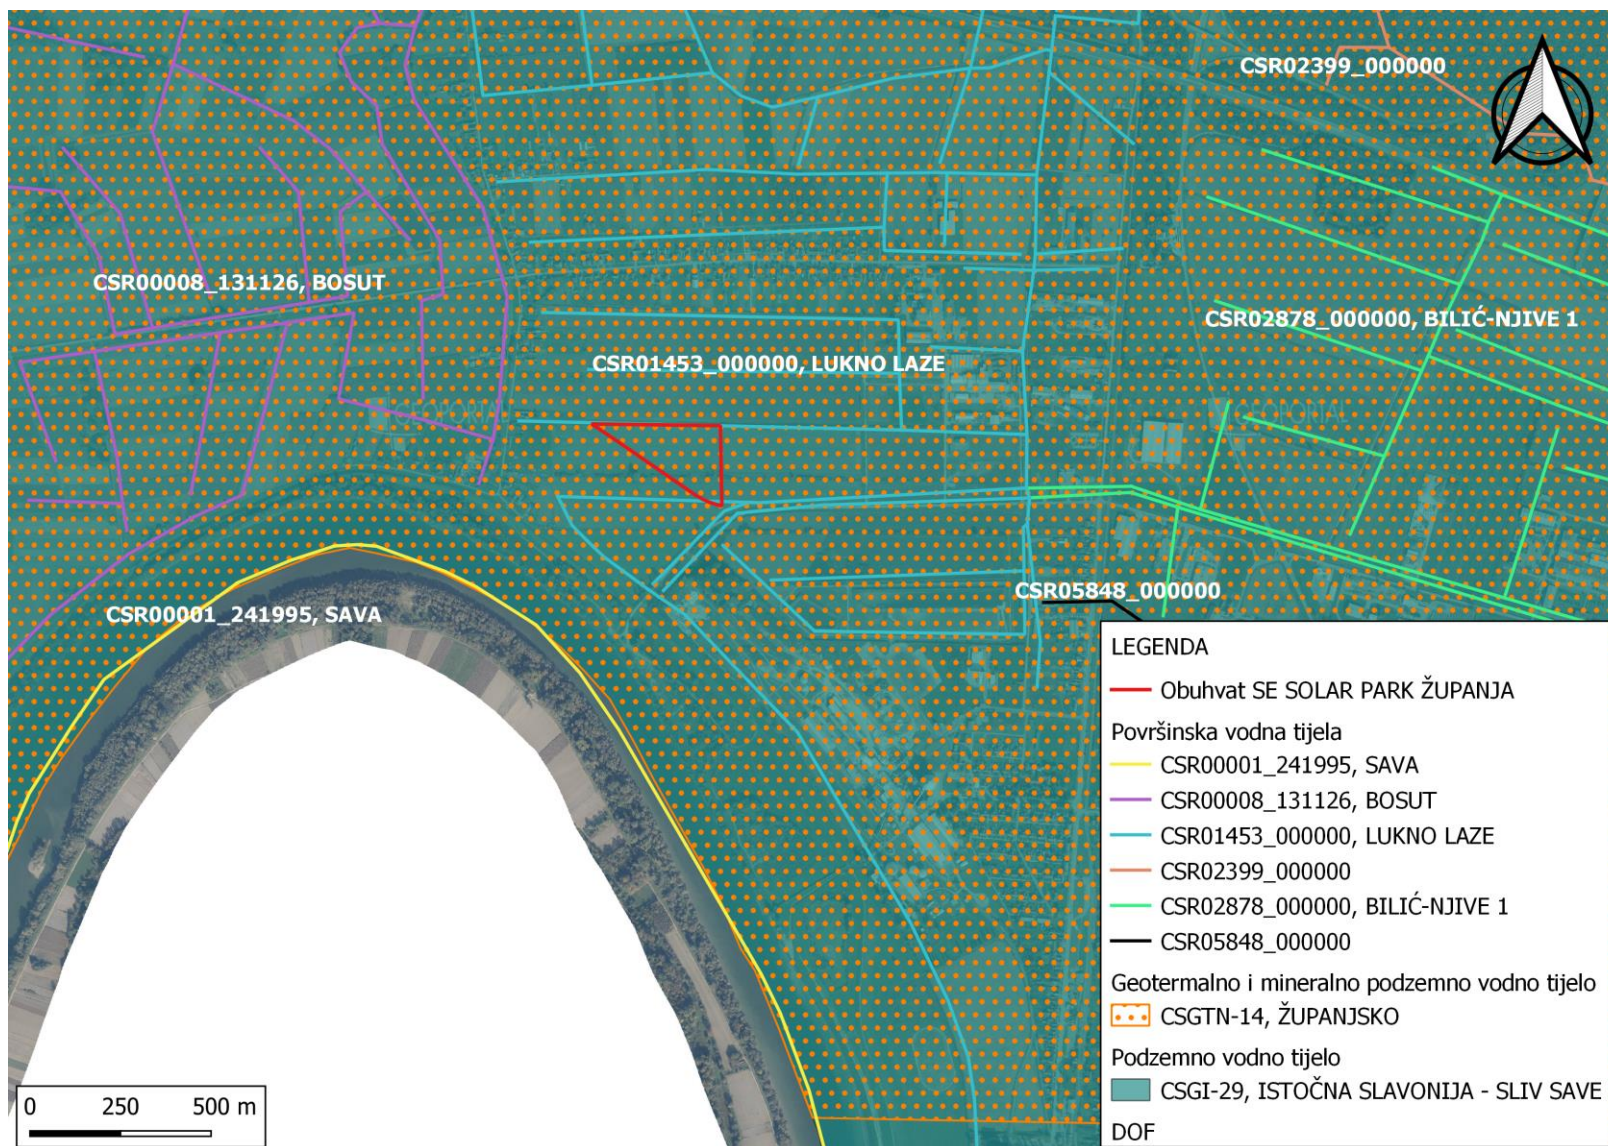 CSR02399_000000
CSR00008_131126, BOSUT
CSR02878_000000, BILIĆ-NJIVE 1
CSR01453_000000, LUKNO LAZE
GEOPORTAL
GEOPORTAL
CSR05848_000000
CSR00001_241995, SAVA
LEGENDA
Obuhvat SE SOLAR PARK ŽUPANJA
Površinska vodna tijela
CSR00001_241995, SAVA
CSR00008_131126, BOSUT
CSR01453_000000, LUKNO LAZE
CSR02399_000000
CSR02878_000000, BILIĆ-NJIVE 1
CSR05848_000000
Geotermalno i mineralno podzemno vodno tijelo
CSGTN-14, ŽUPANJSKO
Podzemno vodno tijelo
CSGI-29, ISTOČNA SLAVONIJA - SLIV SAVE
DOF
0 250 500 m